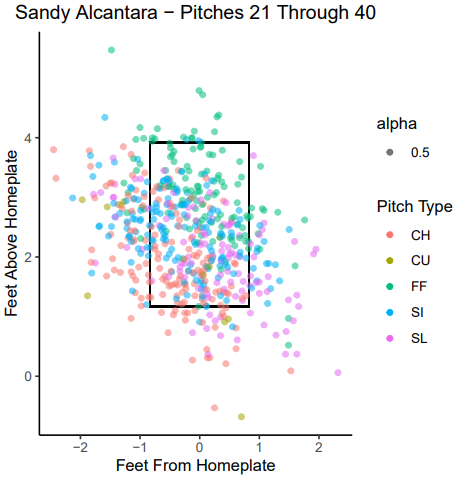 Sandy Alcantara − Pitches 21 Through 40
Feet Above Homeplate
4
2
0
−2 −1 0 1 2
Feet From Homeplate
alpha
0.5
Pitch Type
CH
CU
FF
SI
SL